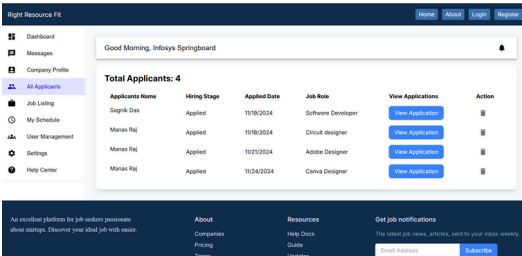 Right Resource Fit
Home About Login Register
Dashboard
Messages
Company Profile
All Applicants
Job Listing
My Schedule
User Management
Settings
Help Center
Good Morning, Infosys Springboard
Total Applicants: 4
Applicants Name Hiring Stage Applied Date Job Role View Applications Action
Sagnik Das Applied 11/19/2024 Software Developer View Application
Manas Raj Applied 11/19/2024 Circuit designer View Application
Manas Raj Applied 11/21/2024 Adobe Designer View Application
Manas Raj Applied 11/24/2024 Canva Designer View Application
An excellent platform for job seekers passionate
about startups. Discover your ideal job with easier.
About
Companies
Pricing
Terms
Resources
Help Docs
Guide
Updates
Get job notifications
The latest job news, articles, sent to your inbox weekly.
Email Address Subscribe